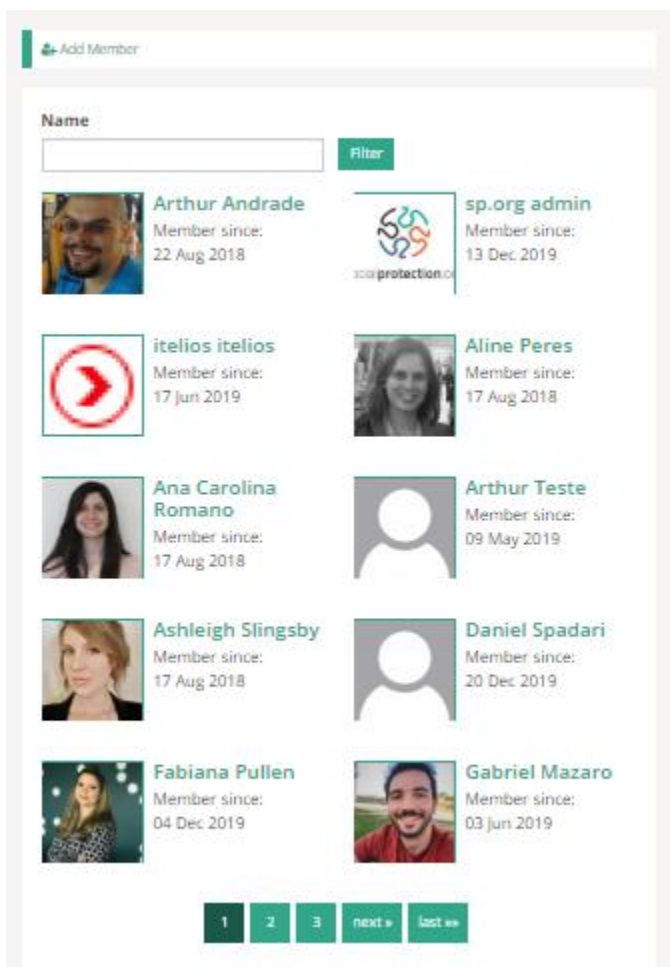 Add Member
Name
Filter
Arthur Andrade
Member since:
22 Aug 2018
sp.org admin
Member since:
13 Dec 2019
socialprotection.o
itelios itelios
Member since:
17 Jun 2019
Aline Peres
Member since:
17 Aug 2018
Ana Carolina
Romano
Member since:
17 Aug 2018
Arthur Teste
Member since:
09 May 2019
Ashleigh Slingsby
Member since:
17 Aug 2018
Daniel Spadari
Member since:
20 Dec 2019
Fabiana Pullen
Member since:
04 Dec 2019
Gabriel Mazaro
Member since:
03 Jun 2019
1 2 3 next » last »»